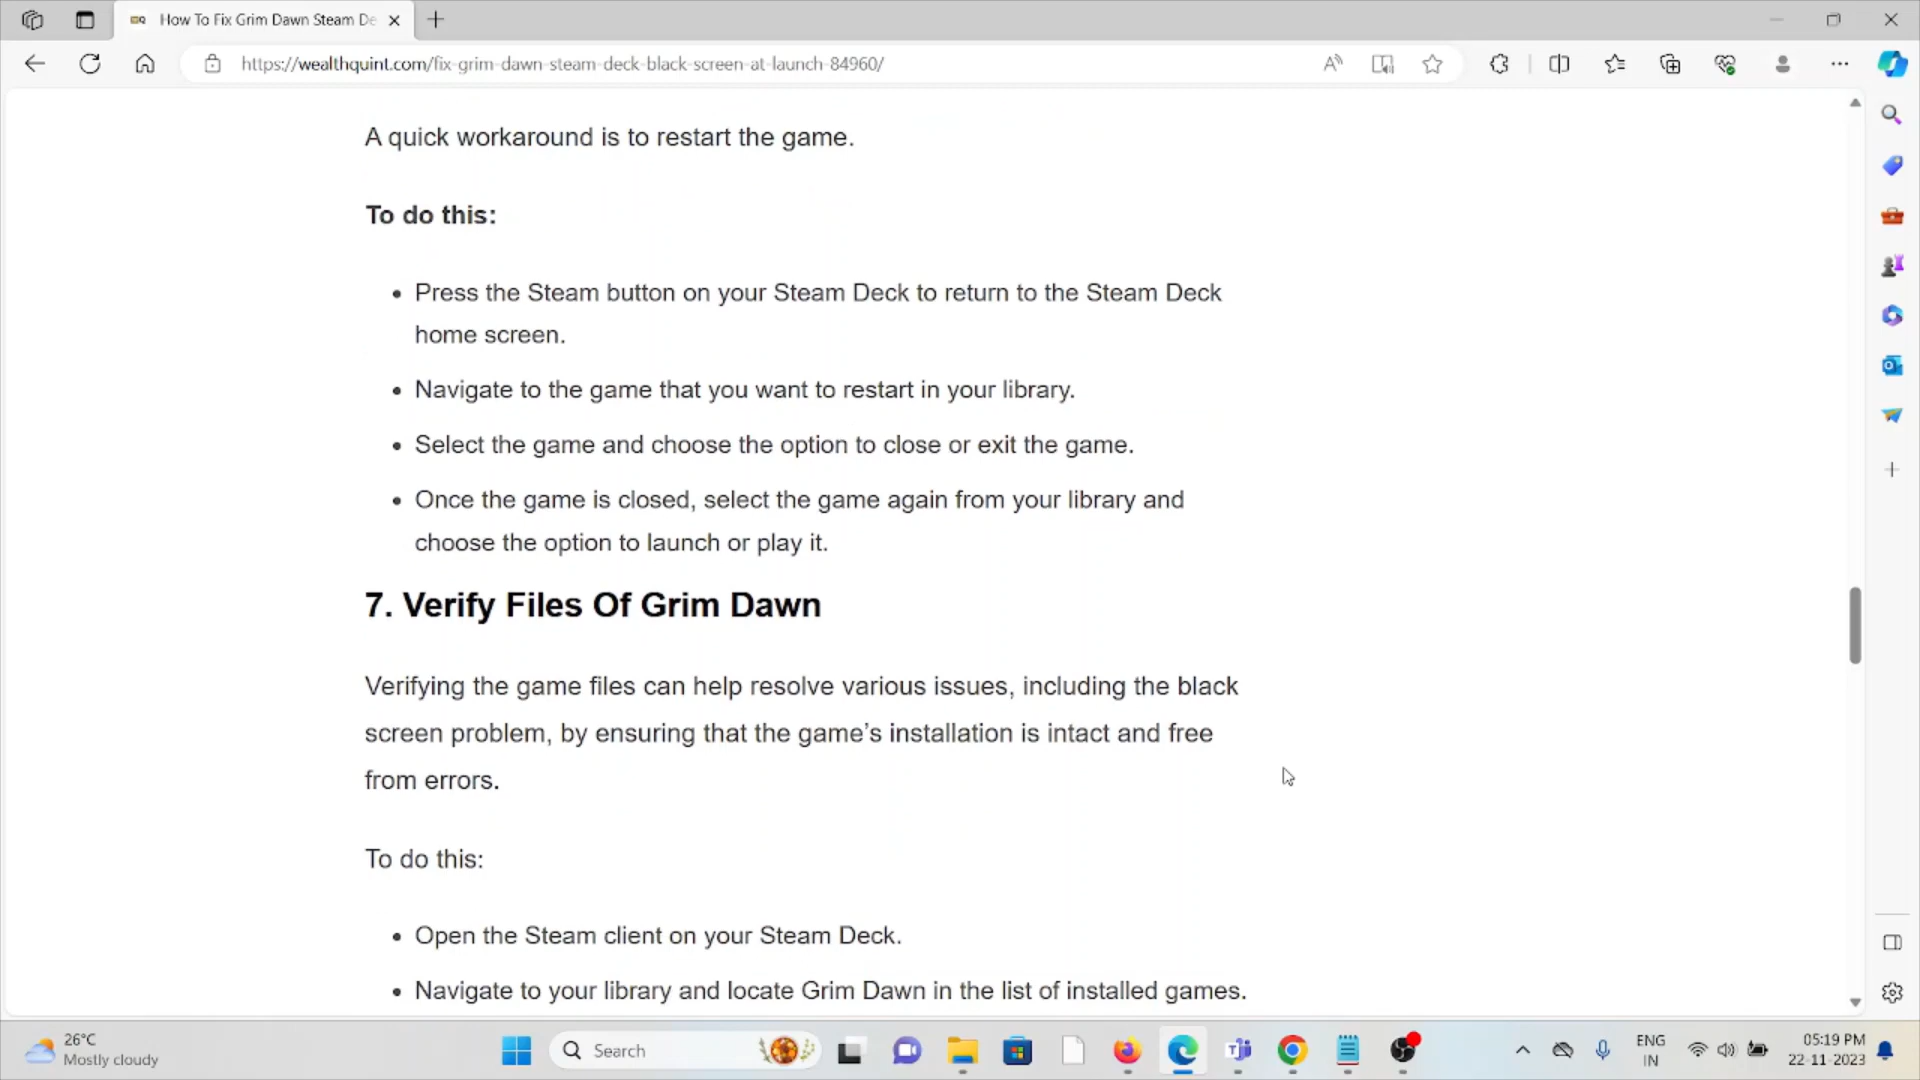 How To Fix Grim Dawn Steam De
https://wealthquint.com/fix-grim-dawn-steam-deck-black-screen-at-launch-84960/
A quick workaround is to restart the game.
To do this:
• Press the Steam button on your Steam Deck to return to the Steam Deck
home screen.
• Navigate to the game that you want to restart in your library.
• Select the game and choose the option to close or exit the game.
• Once the game is closed, select the game again from your library and
choose the option to launch or play it.
7. Verify Files Of Grim Dawn
Verifying the game files can help resolve various issues, including the black
screen problem, by ensuring that the game’s installation is intact and free
from errors.
To do this:
• Open the Steam client on your Steam Deck.
• Navigate to your library and locate Grim Dawn in the list of installed games.
26°C
Mostly cloudy
Search
ENG
IN
05:19 PM
22-11-2023